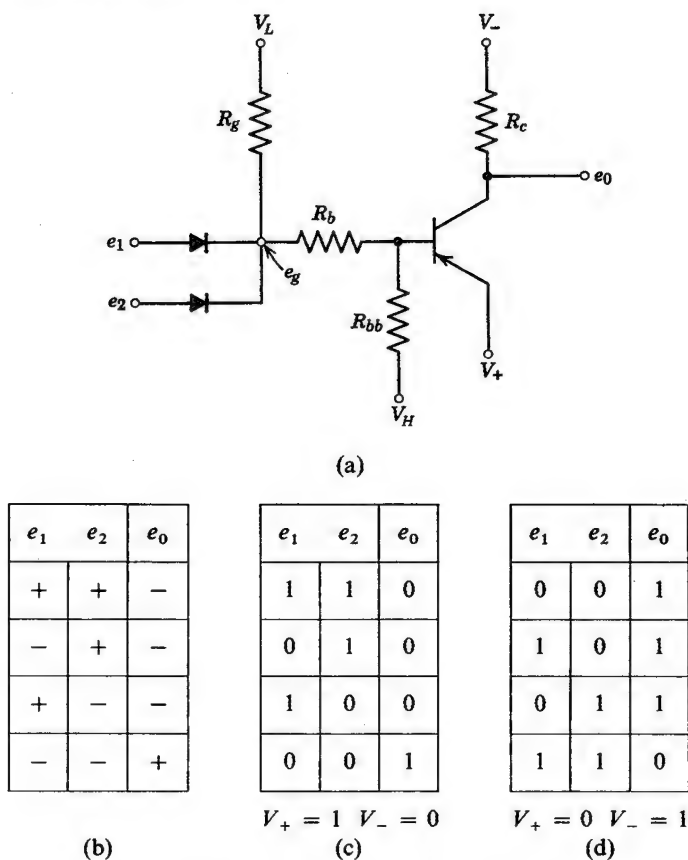 V_L V_-
R_g R_c
e_0
R_b
e_1
e_g
e_2
R_bb
V_+
V_H
(a)
e_1 e_2 e_0
+ + −
− + −
+ − −
− − +
(b)
e_1 e_2 e_0
1 1 0
0 1 0
1 0 0
0 0 1
V_+ = 1 V_- = 0
(c)
e_1 e_2 e_0
0 0 1
1 0 1
0 1 1
1 1 0
V_+ = 0 V_- = 1
(d)